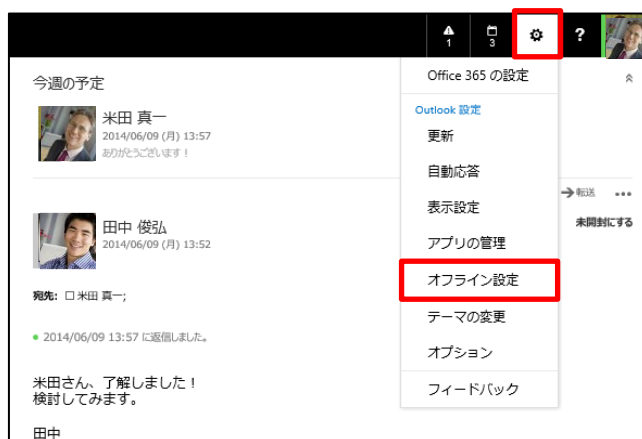 1
3
?
今週の予定
米田 真一
2014/06/09 (月) 13:57
ありがとうございます！
田中 俊弘
2014/06/09 (月) 13:52
宛先: 米田 真一;
2014/06/09 13:57 に返信しました。
米田さん、了解しました！
検討してみます。
田中
Office 365 の設定
Outlook 設定
更新
自動応答
表示設定
アプリの管理
オフライン設定
テーマの変更
オプション
フィードバック
転送 •••
未開封にする